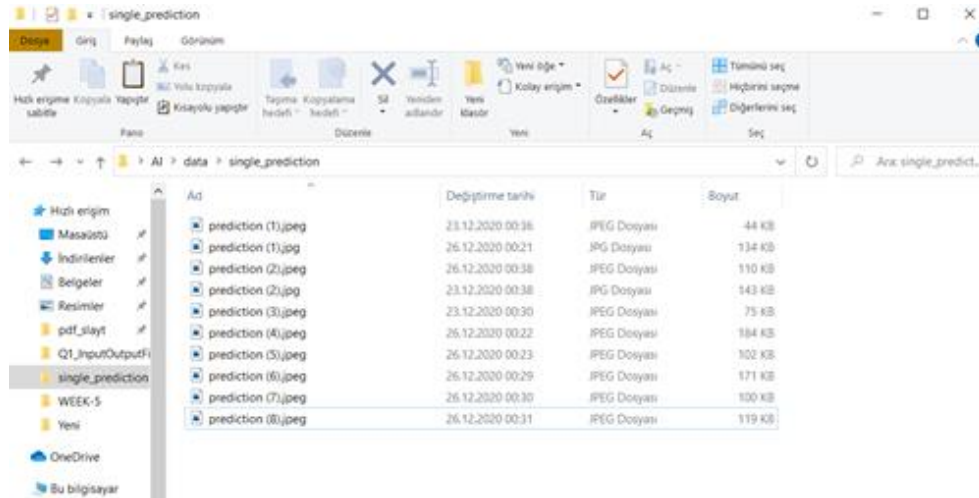 single_prediction
Dosya Giriş Paylaş Görünüm
Hızlı erişime sabitle
Kopyala
Yapıştır
Kes
Yolu kopyala
Kısayolu yapıştır
Pano
Taşıma hedefi
Kopyalama hedefi
Sil
Yeniden adlandır
Düzenle
Yeni klasör
Yeni öğe
Kolay erişim
Yeni
Özellikler
Aç
Düzenle
Geçmiş
Aç
Tümünü seç
Hiçbirini seçme
Diğerlerini seç
Seç
AI > data > single_prediction
Ara: single_predict...
Hızlı erişim
Masaüstü
İndirilenler
Belgeler
Resimler
pdf_slayt
Q1_InputOutputFi
single_prediction
WEEK-5
Yeni
OneDrive
Bu bilgisayar
Ad Değiştirme tarihi Tür Boyut
prediction (1).jpeg 23.12.2020 00:36 JPEG Dosyası 44 KB
prediction (1).jpg 26.12.2020 00:21 JPG Dosyası 134 KB
prediction (2).jpeg 26.12.2020 00:38 JPEG Dosyası 110 KB
prediction (2).jpg 23.12.2020 00:38 JPG Dosyası 143 KB
prediction (3).jpeg 23.12.2020 00:30 JPEG Dosyası 75 KB
prediction (4).jpeg 26.12.2020 00:22 JPEG Dosyası 184 KB
prediction (5).jpeg 26.12.2020 00:23 JPEG Dosyası 102 KB
prediction (6).jpeg 26.12.2020 00:29 JPEG Dosyası 171 KB
prediction (7).jpeg 26.12.2020 00:30 JPEG Dosyası 100 KB
prediction (8).jpeg 26.12.2020 00:31 JPEG Dosyası 119 KB